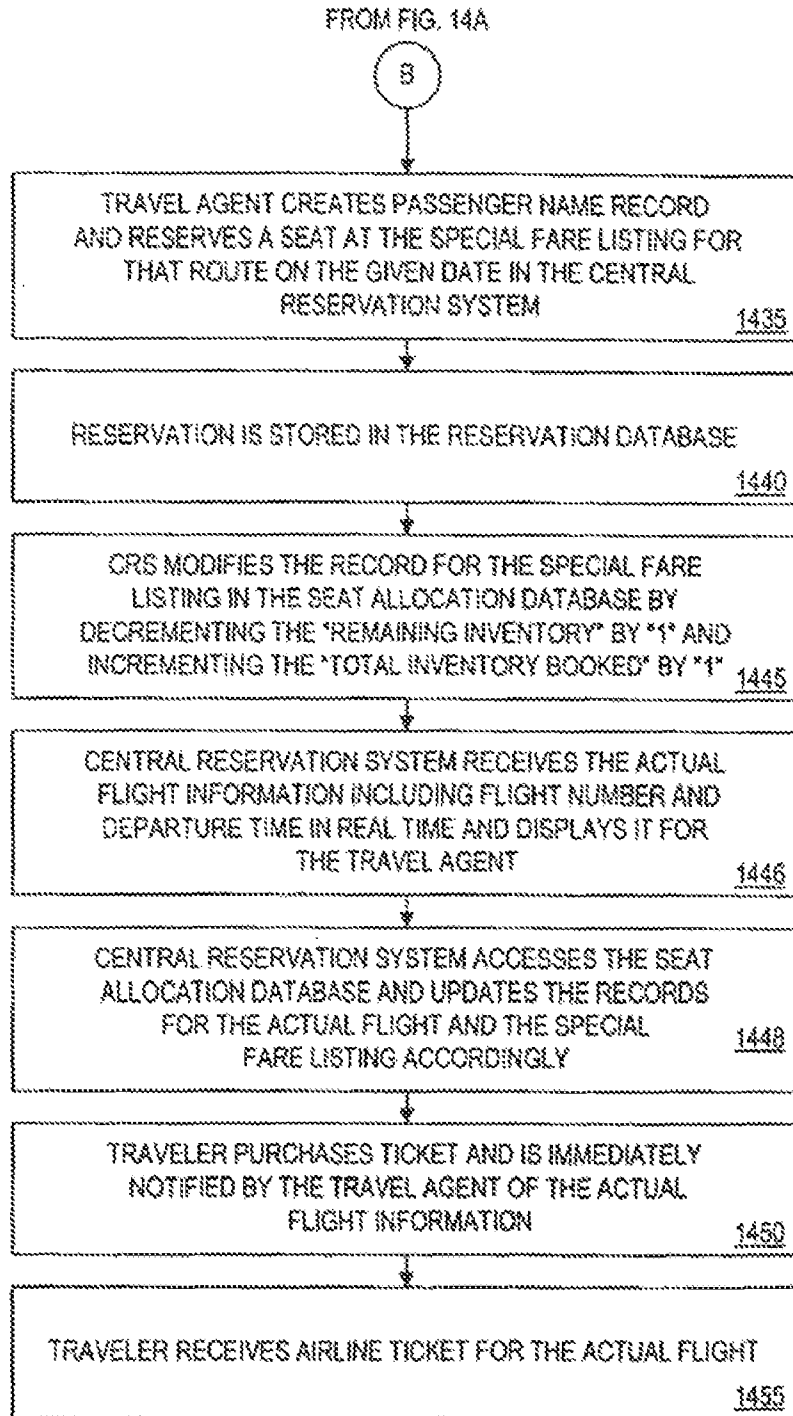 FROM FIG. 14A
B
TRAVEL AGENT CREATES PASSENGER NAME RECORD
AND RESERVES A SEAT AT THE SPECIAL FARE LISTING FOR
THAT ROUTE ON THE GIVEN DATE IN THE CENTRAL
RESERVATION SYSTEM
1435
RESERVATION IS STORED IN THE RESERVATION DATABASE
1440
CRS MODIFIES THE RECORD FOR THE SPECIAL FARE
LISTING IN THE SEAT ALLOCATION DATABASE BY
DECREMENTING THE "REMAINING INVENTORY" BY "1" AND
INCREMENTING THE "TOTAL INVENTORY BOOKED" BY "1"
1445
CENTRAL RESERVATION SYSTEM RECEIVES THE ACTUAL
FLIGHT INFORMATION INCLUDING FLIGHT NUMBER AND
DEPARTURE TIME IN REAL TIME AND DISPLAYS IT FOR
THE TRAVEL AGENT
1446
CENTRAL RESERVATION SYSTEM ACCESSES THE SEAT
ALLOCATION DATABASE AND UPDATES THE RECORDS
FOR THE ACTUAL FLIGHT AND THE SPECIAL
FARE LISTING ACCORDINGLY
1448
TRAVELER PURCHASES TICKET AND IS IMMEDIATELY
NOTIFIED BY THE TRAVEL AGENT OF THE ACTUAL
FLIGHT INFORMATION
1450
TRAVELER RECEIVES AIRLINE TICKET FOR THE ACTUAL FLIGHT
1455